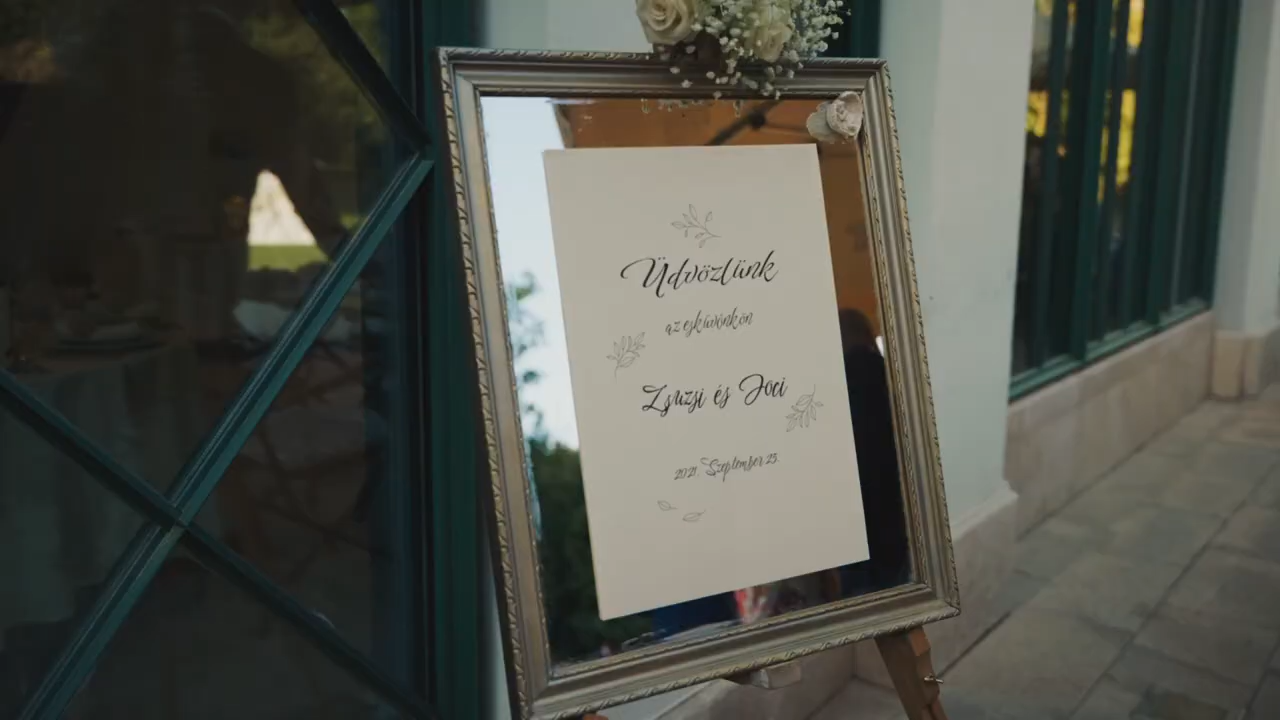 Üdvözlünk
az esküvőnkön
Zsuzsi és Joci
2021. Szeptember 25.